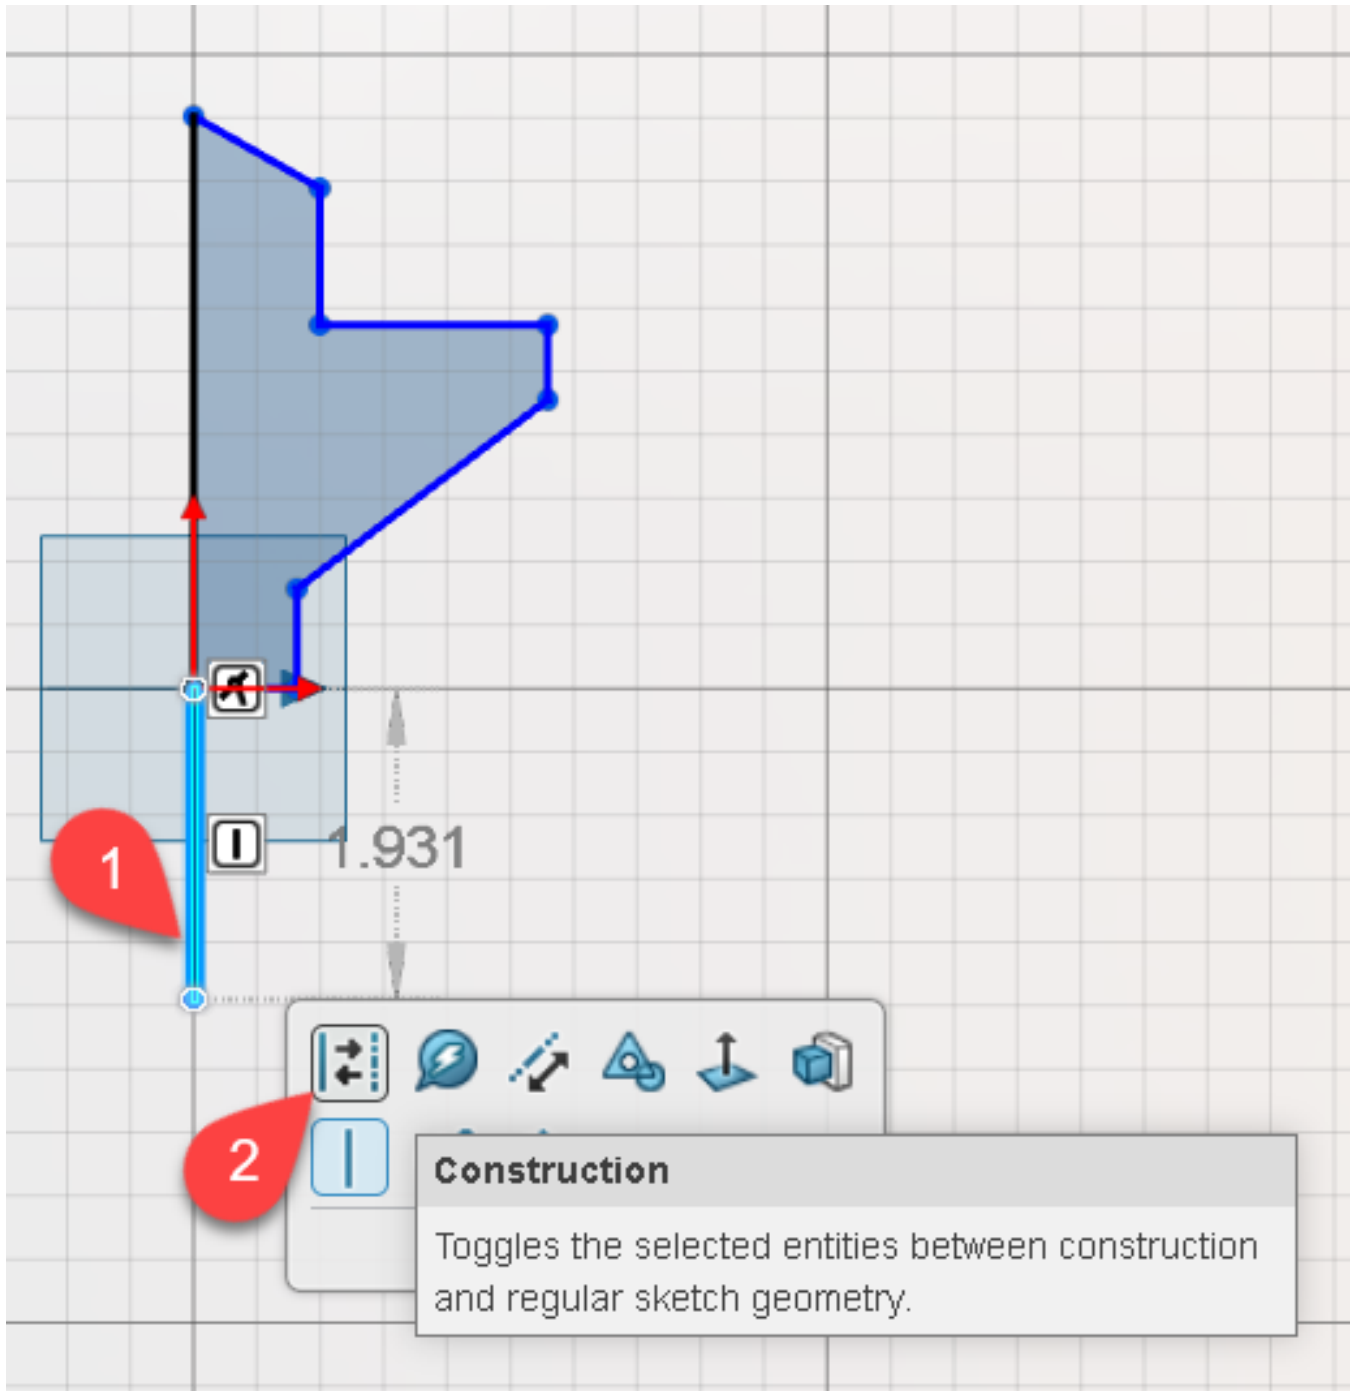 1.931
1
2
Construction
Toggles the selected entities between construction
and regular sketch geometry.